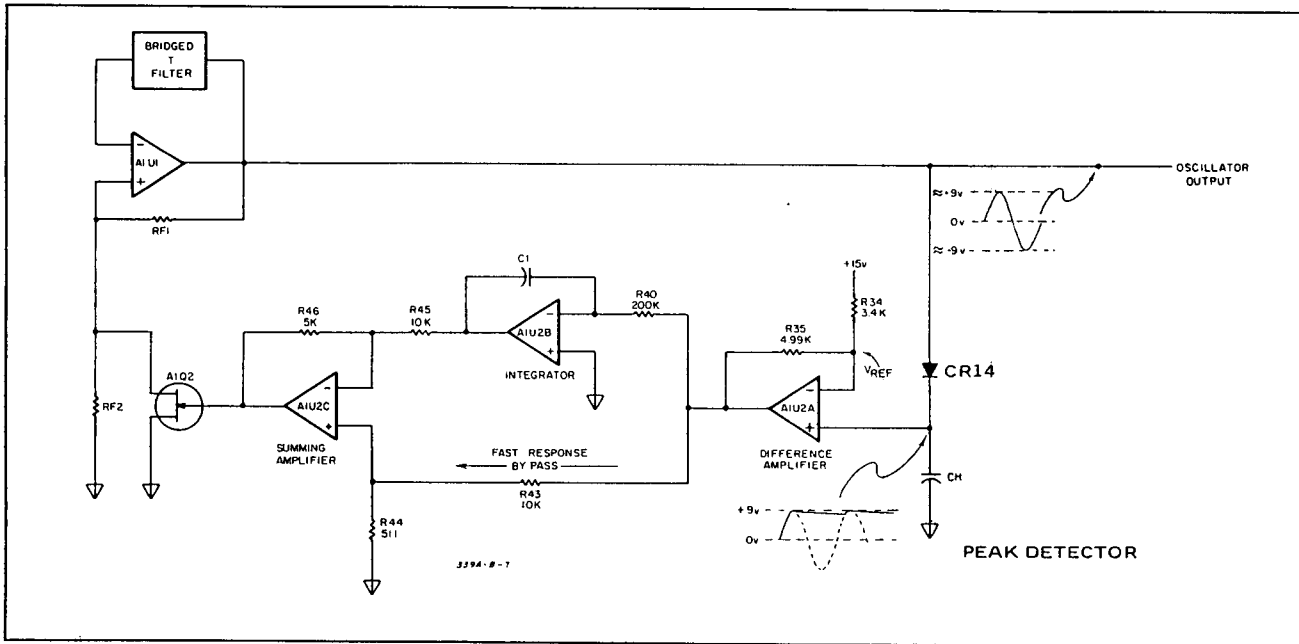 BRIDGED
T
FILTER
A1U1
-
+
RF1
OSCILLATOR
OUTPUT
≈+9v
0v
≈-9v
+15v
R34
3.4K
C1
R40
200K
R46
5K
R45
10K
A1U2B
-
+
INTEGRATOR
R35
4.99K
VREF
CR14
A1Q2
RF2
A1U2C
-
+
SUMMING
AMPLIFIER
A1U2A
-
+
DIFFERENCE
AMPLIFIER
FAST RESPONSE
BY PASS
R43
10K
CH
R44
511
+9v
0v
PEAK DETECTOR
339A-B-7